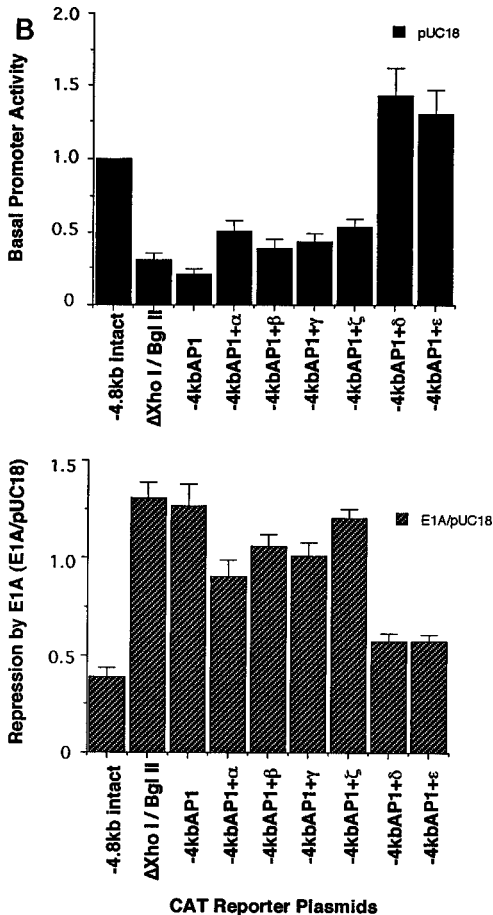 B
pUC18
Basal Promoter Activity
2.0
1.5
1.0
0.5
0
-4.8kb intact
ΔXho I / Bgl II
-4kbAP1
-4kbAP1+α
-4kbAP1+β
-4kbAP1+γ
-4kbAP1+ζ
-4kbAP1+δ
-4kbAP1+ε
E1A/pUC18
Repression by E1A (E1A/pUC18)
1.5
1.0
0.5
0
-4.8kb intact
ΔXho I / Bgl II
-4kbAP1
-4kbAP1+α
-4kbAP1+β
-4kbAP1+γ
-4kbAP1+ζ
-4kbAP1+δ
-4kbAP1+ε
CAT Reporter Plasmids